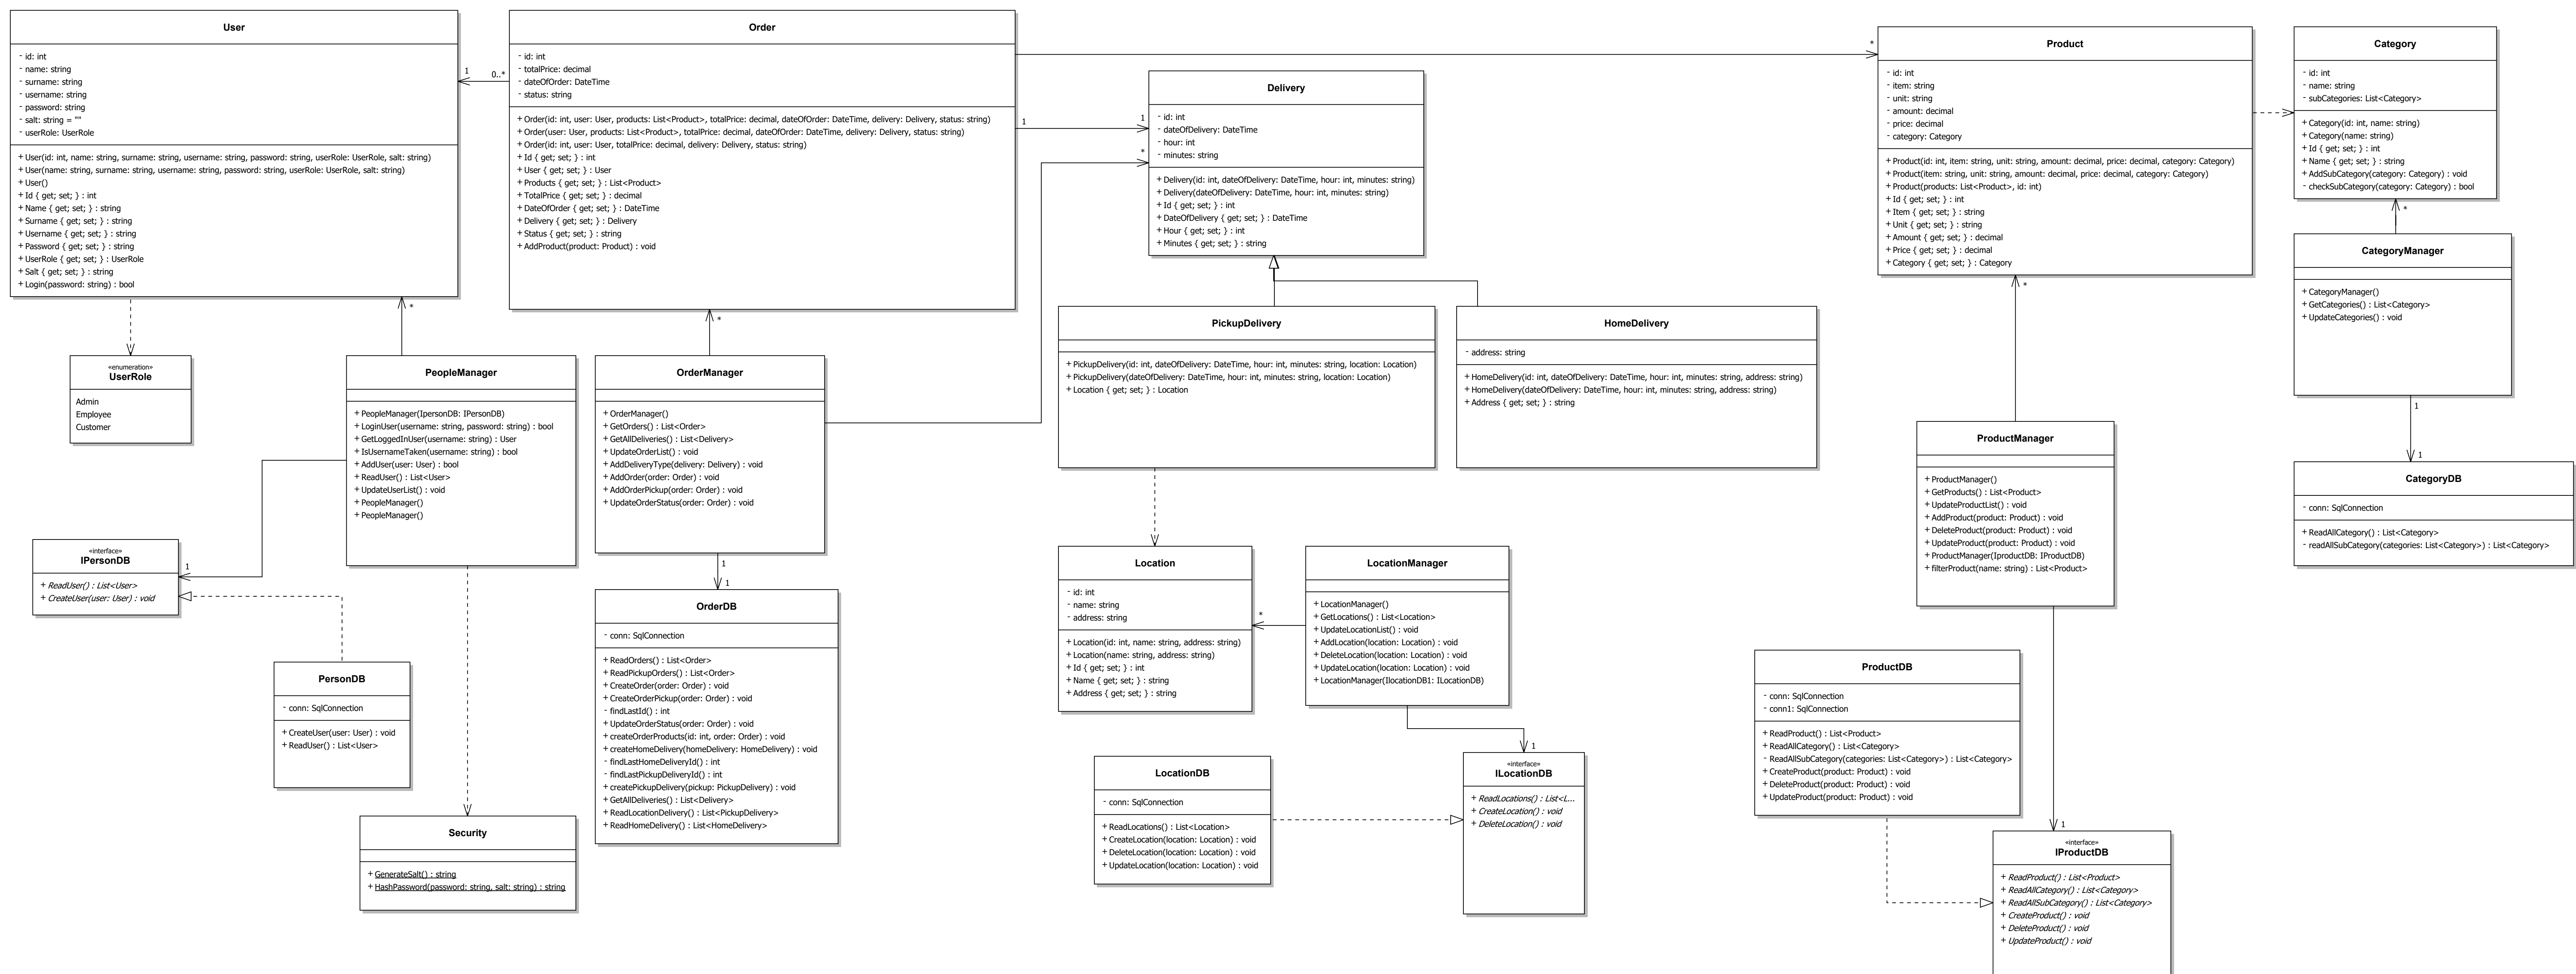 User
- id: int
- name: string
- surname: string
- username: string
- password: string
- salt: string = ""
- userRole: UserRole
+ User(id: int, name: string, surname: string, username: string, password: string, userRole: UserRole, salt: string)
+ User(name: string, surname: string, username: string, password: string, userRole: UserRole, salt: string)
+ User()
+ Id { get; set; } : int
+ Name { get; set; } : string
+ Surname { get; set; } : string
+ Username { get; set; } : string
+ Password { get; set; } : string
+ UserRole { get; set; } : UserRole
+ Salt { get; set; } : string
+ Login(password: string) : bool
1
0..*
Order
- id: int
- totalPrice: decimal
- dateOfOrder: DateTime
- status: string
+ Order(id: int, user: User, products: List<Product>, totalPrice: decimal, dateOfOrder: DateTime, delivery: Delivery, status: string)
+ Order(user: User, products: List<Product>, totalPrice: decimal, dateOfOrder: DateTime, delivery: Delivery, status: string)
+ Order(id: int, user: User, totalPrice: decimal, delivery: Delivery, status: string)
+ Id { get; set; } : int
+ User { get; set; } : User
+ Products { get; set; } : List<Product>
+ TotalPrice { get; set; } : decimal
+ DateOfOrder { get; set; } : DateTime
+ Delivery { get; set; } : Delivery
+ Status { get; set; } : string
+ AddProduct(product: Product) : void
1
1
*
*
Delivery
- id: int
- dateOfDelivery: DateTime
- hour: int
- minutes: string
+ Delivery(id: int, dateOfDelivery: DateTime, hour: int, minutes: string)
+ Delivery(dateOfDelivery: DateTime, hour: int, minutes: string)
+ Id { get; set; } : int
+ DateOfDelivery { get; set; } : DateTime
+ Hour { get; set; } : int
+ Minutes { get; set; } : string
Product
- id: int
- item: string
- unit: string
- amount: decimal
- price: decimal
- category: Category
+ Product(id: int, item: string, unit: string, amount: decimal, price: decimal, category: Category)
+ Product(item: string, unit: string, amount: decimal, price: decimal, category: Category)
+ Product(products: List<Product>, id: int)
+ Id { get; set; } : int
+ Item { get; set; } : string
+ Unit { get; set; } : string
+ Amount { get; set; } : decimal
+ Price { get; set; } : decimal
+ Category { get; set; } : Category
*
Category
- id: int
- name: string
- subCategories: List<Category>
+ Category(id: int, name: string)
+ Category(name: string)
+ Id { get; set; } : int
+ Name { get; set; } : string
+ AddSubCategory(category: Category) : void
- checkSubCategory(category: Category) : bool
*
CategoryManager
+ CategoryManager()
+ GetCategories() : List<Category>
+ UpdateCategories() : void
1
1
CategoryDB
- conn: SqlConnection
+ ReadAllCategory() : List<Category>
- readAllSubCategory(categories: List<Category>) : List<Category>
«enumeration»
UserRole
Admin
Employee
Customer
*
PeopleManager
+ PeopleManager(IpersonDB: IPersonDB)
+ LoginUser(username: string, password: string) : bool
+ GetLoggedInUser(username: string) : User
+ IsUsernameTaken(username: string) : bool
+ AddUser(user: User) : bool
+ ReadUser() : List<User>
+ UpdateUserList() : void
+ PeopleManager()
+ PeopleManager()
1
*
OrderManager
+ OrderManager()
+ GetOrders() : List<Order>
+ GetAllDeliveries() : List<Delivery>
+ UpdateOrderList() : void
+ AddDeliveryType(delivery: Delivery) : void
+ AddOrder(order: Order) : void
+ AddOrderPickup(order: Order) : void
+ UpdateOrderStatus(order: Order) : void
1
1
PickupDelivery
+ PickupDelivery(id: int, dateOfDelivery: DateTime, hour: int, minutes: string, location: Location)
+ PickupDelivery(dateOfDelivery: DateTime, hour: int, minutes: string, location: Location)
+ Location { get; set; } : Location
HomeDelivery
- address: string
+ HomeDelivery(id: int, dateOfDelivery: DateTime, hour: int, minutes: string, address: string)
+ HomeDelivery(dateOfDelivery: DateTime, hour: int, minutes: string, address: string)
+ Address { get; set; } : string
ProductManager
+ ProductManager()
+ GetProducts() : List<Product>
+ UpdateProductList() : void
+ AddProduct(product: Product) : void
+ DeleteProduct(product: Product) : void
+ UpdateProduct(product: Product) : void
+ ProductManager(IproductDB: IProductDB)
+ filterProduct(name: string) : List<Product>
«interface»
IPersonDB
+ ReadUser() : List<User>
+ CreateUser(user: User) : void
PersonDB
- conn: SqlConnection
+ CreateUser(user: User) : void
+ ReadUser() : List<User>
Security
+ GenerateSalt() : string
+ HashPassword(password: string, salt: string) : string
OrderDB
- conn: SqlConnection
+ ReadOrders() : List<Order>
+ ReadPickupOrders() : List<Order>
+ CreateOrder(order: Order) : void
+ CreateOrderPickup(order: Order) : void
- findLastId() : int
+ UpdateOrderStatus(order: Order) : void
+ createOrderProducts(id: int, order: Order) : void
+ createHomeDelivery(homeDelivery: HomeDelivery) : void
- findLastHomeDeliveryId() : int
- findLastPickupDeliveryId() : int
+ createPickupDelivery(pickup: PickupDelivery) : void
+ GetAllDeliveries() : List<Delivery>
+ ReadLocationDelivery() : List<PickupDelivery>
+ ReadHomeDelivery() : List<HomeDelivery>
Location
- id: int
- name: string
- address: string
+ Location(id: int, name: string, address: string)
+ Location(name: string, address: string)
+ Id { get; set; } : int
+ Name { get; set; } : string
+ Address { get; set; } : string
*
LocationManager
+ LocationManager()
+ GetLocations() : List<Location>
+ UpdateLocationList() : void
+ AddLocation(location: Location) : void
+ DeleteLocation(location: Location) : void
+ UpdateLocation(location: Location) : void
+ LocationManager(IlocationDB1: ILocationDB)
1
LocationDB
- conn: SqlConnection
+ ReadLocations() : List<Location>
+ CreateLocation(location: Location) : void
+ DeleteLocation(location: Location) : void
+ UpdateLocation(location: Location) : void
«interface»
ILocationDB
+ ReadLocations() : List<L...
+ CreateLocation() : void
+ DeleteLocation() : void
ProductDB
- conn: SqlConnection
- conn1: SqlConnection
+ ReadProduct() : List<Product>
+ ReadAllCategory() : List<Category>
- ReadAllSubCategory(categories: List<Category>) : List<Category>
+ CreateProduct(product: Product) : void
+ DeleteProduct(product: Product) : void
+ UpdateProduct(product: Product) : void
1
«interface»
IProductDB
+ ReadProduct() : List<Product>
+ ReadAllCategory() : List<Category>
+ ReadAllSubCategory() : List<Category>
+ CreateProduct() : void
+ DeleteProduct() : void
+ UpdateProduct() : void